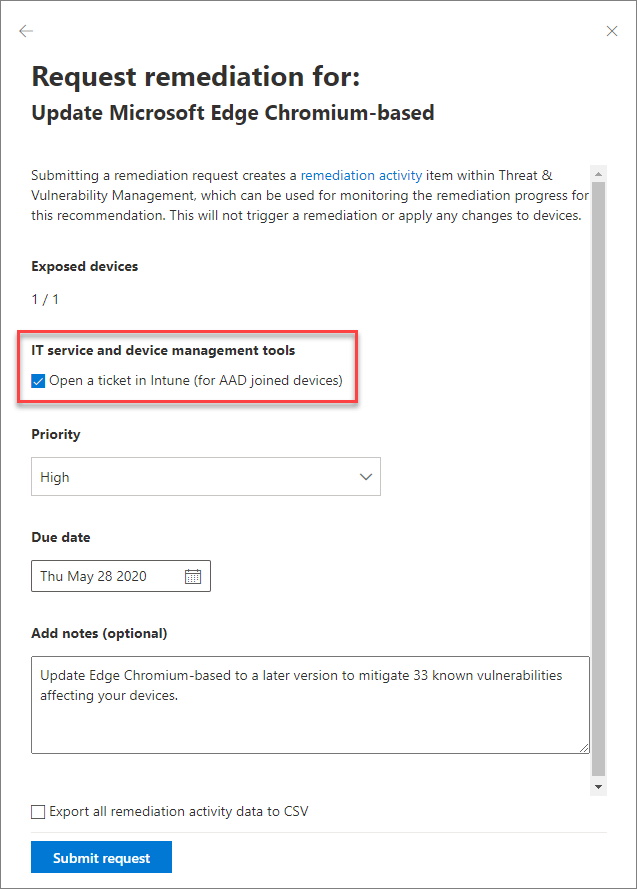 Request remediation for:
Update Microsoft Edge Chromium-based
Submitting a remediation request creates a remediation activity item within Threat &
Vulnerability Management, which can be used for monitoring the remediation progress for
this recommendation. This will not trigger a remediation or apply any changes to devices.
Exposed devices
1 / 1
IT service and device management tools
Open a ticket in Intune (for AAD joined devices)
Priority
High
Due date
Thu May 28 2020
Add notes (optional)
Update Edge Chromium-based to a later version to mitigate 33 known vulnerabilities
affecting your devices.
Export all remediation activity data to CSV
Submit request